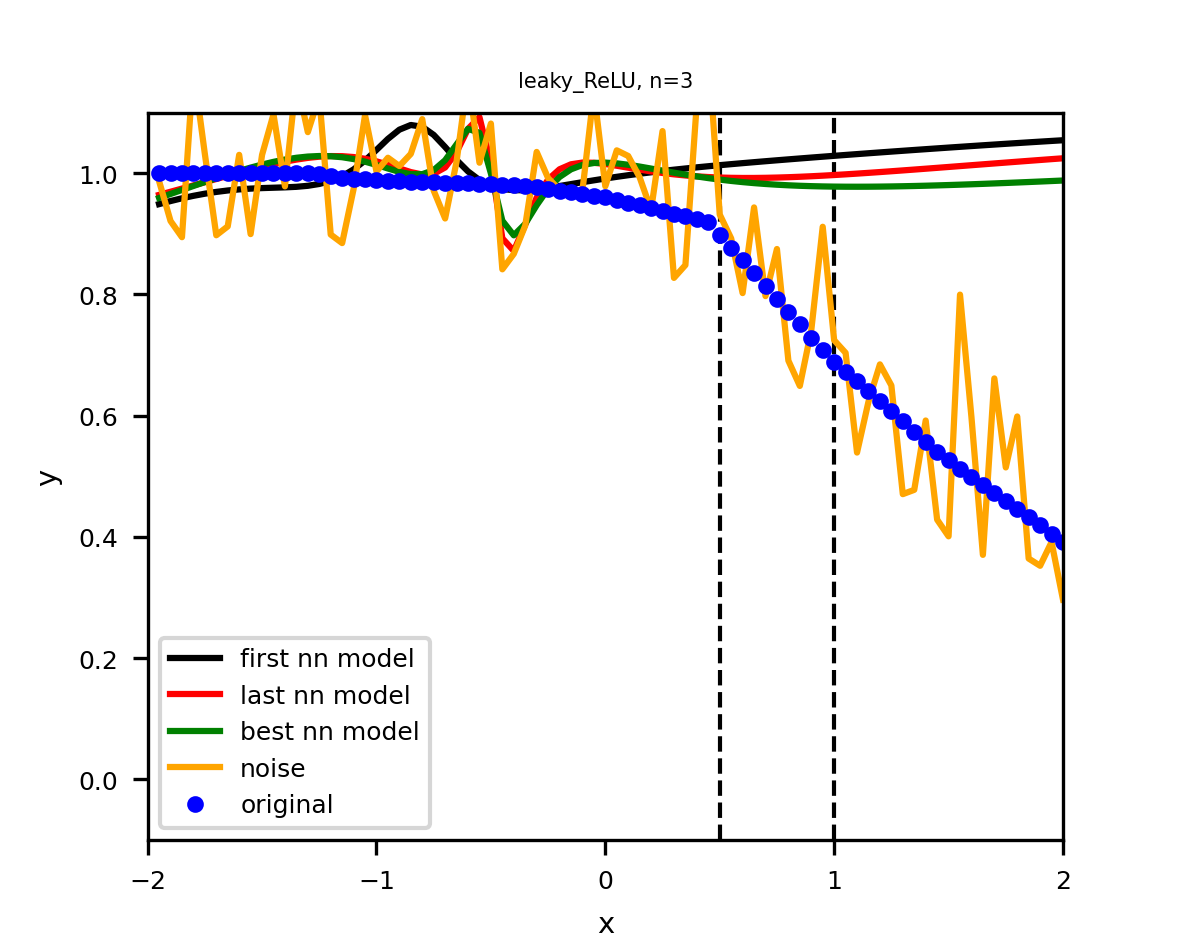 leaky_ReLU, n=3
y
1.0
0.8
0.6
0.4
0.2
0.0
first nn model
last nn model
best nn model
noise
original
−2
−1
0
1
2
x